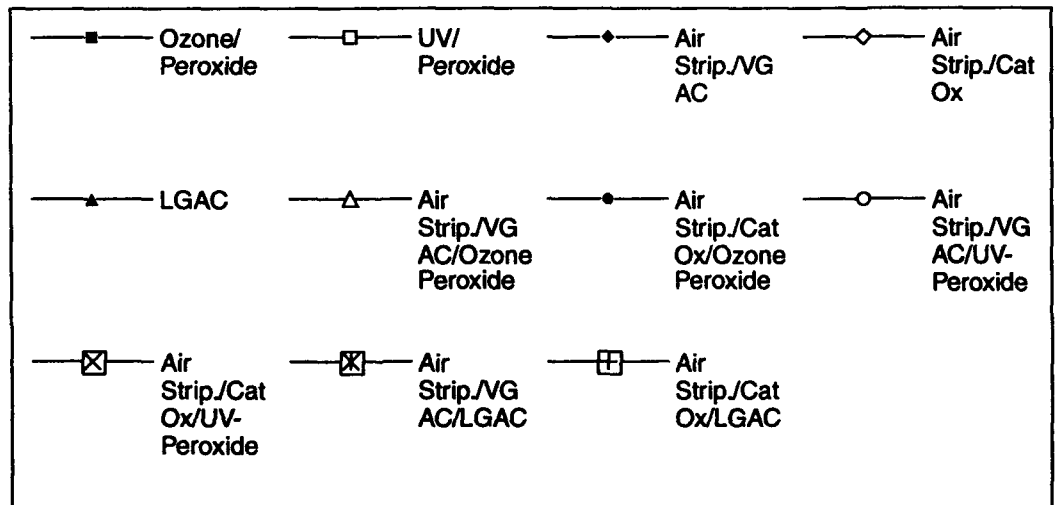 Ozone/
Peroxide
UV/
Peroxide
Air
Strip./VG
AC
Air
Strip./Cat
Ox
LGAC
Air
Strip./VG
AC/Ozone
Peroxide
Air
Strip./Cat
Ox/Ozone
Peroxide
Air
Strip./VG
AC/UV-
Peroxide
Air
Strip./Cat
Ox/UV-
Peroxide
Air
Strip./VG
AC/LGAC
Air
Strip./Cat
Ox/LGAC